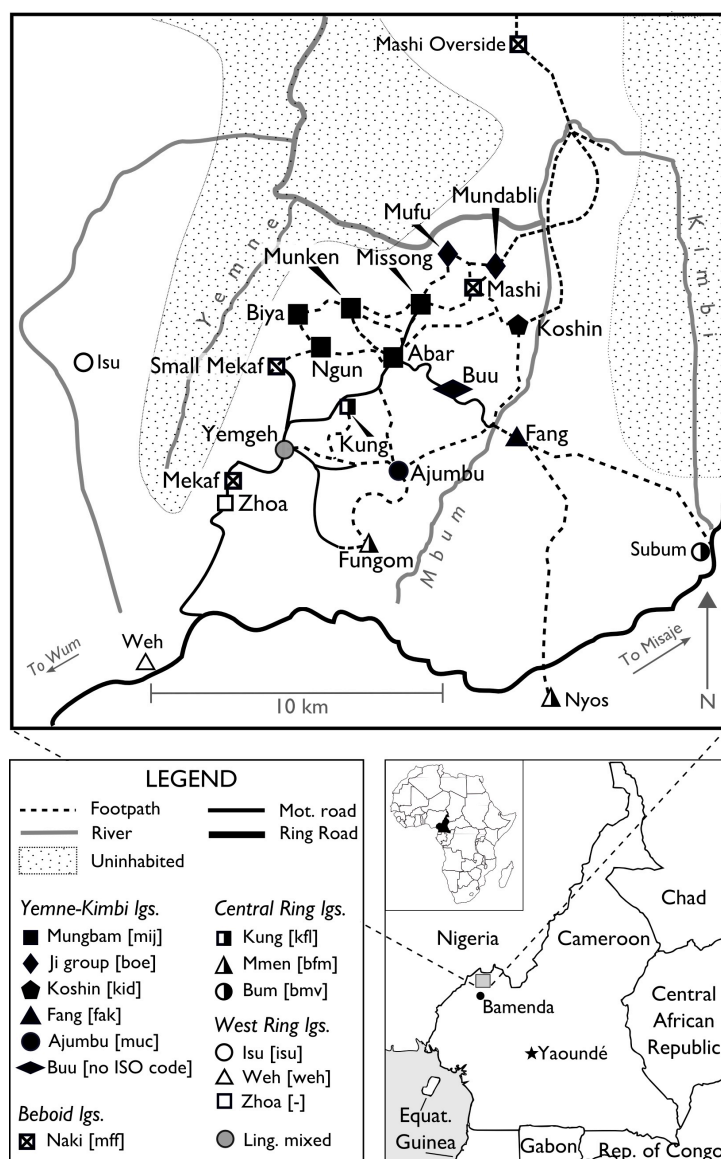 Mashi Overside
Mundabli
Mufu
Munken
Missong
Yemne
Kimbi
Mashi
Biya
Koshin
Isu
Small Mekaf
Ngun
Abar
Buu
Yemgeh
Kung
Fang
Mekaf
Ajumbu
Zhoa
Mbum
Fungom
Subum
Weh
To Wum
To Misaje
10 km
Nyos
N
LEGEND
Footpath
Mot. road
River
Ring Road
Uninhabited
Yemne-Kimbi lgs.
Mungbam [mij]
Ji group [boe]
Koshin [kid]
Fang [fak]
Ajumbu [muc]
Buu [no ISO code]
Beboid lgs.
Naki [mff]
Central Ring lgs.
Kung [kfl]
Mmen [bfm]
Bum [bmv]
West Ring lgs.
Isu [isu]
Weh [weh]
Zhoa [-]
Ling. mixed
Chad
Nigeria
Cameroon
Bamenda
Central
African
Republic
Yaoundé
Equat.
Guinea
Gabon
Rep. of Congo